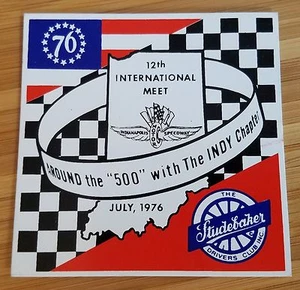 76
12th
INTERNATIONAL
MEET
INDIANAPOLIS SPEEDWAY
AROUND the "500" with The INDY Chapter
JULY, 1976
THE
Studebaker
DRIVERS CLUB INC.